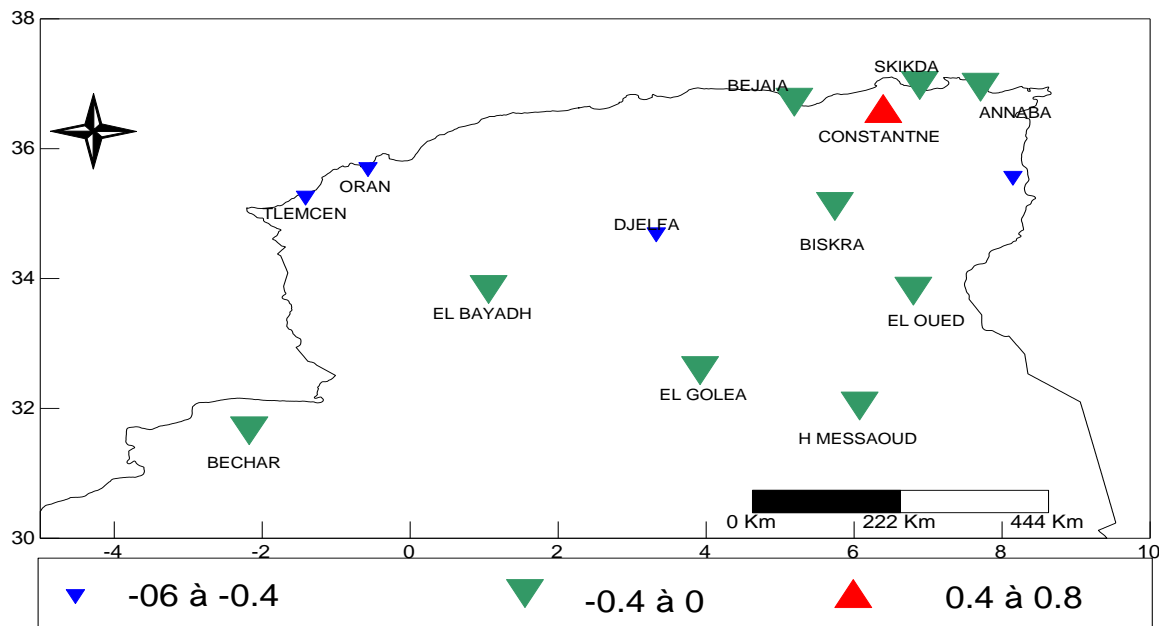 38
SKIKDA
BEJAIA
ANNABA
CONSTANTNE
36
ORAN
TLEMCEN
DJELFA
BISKRA
34
EL BAYADH
EL OUED
EL GOLEA
32
H MESSAOUD
BECHAR
0 Km 222 Km 444 Km
30
-4 -2 0 2 4 6 8 10
-06 à -0.4 -0.4 à 0 0.4 à 0.8